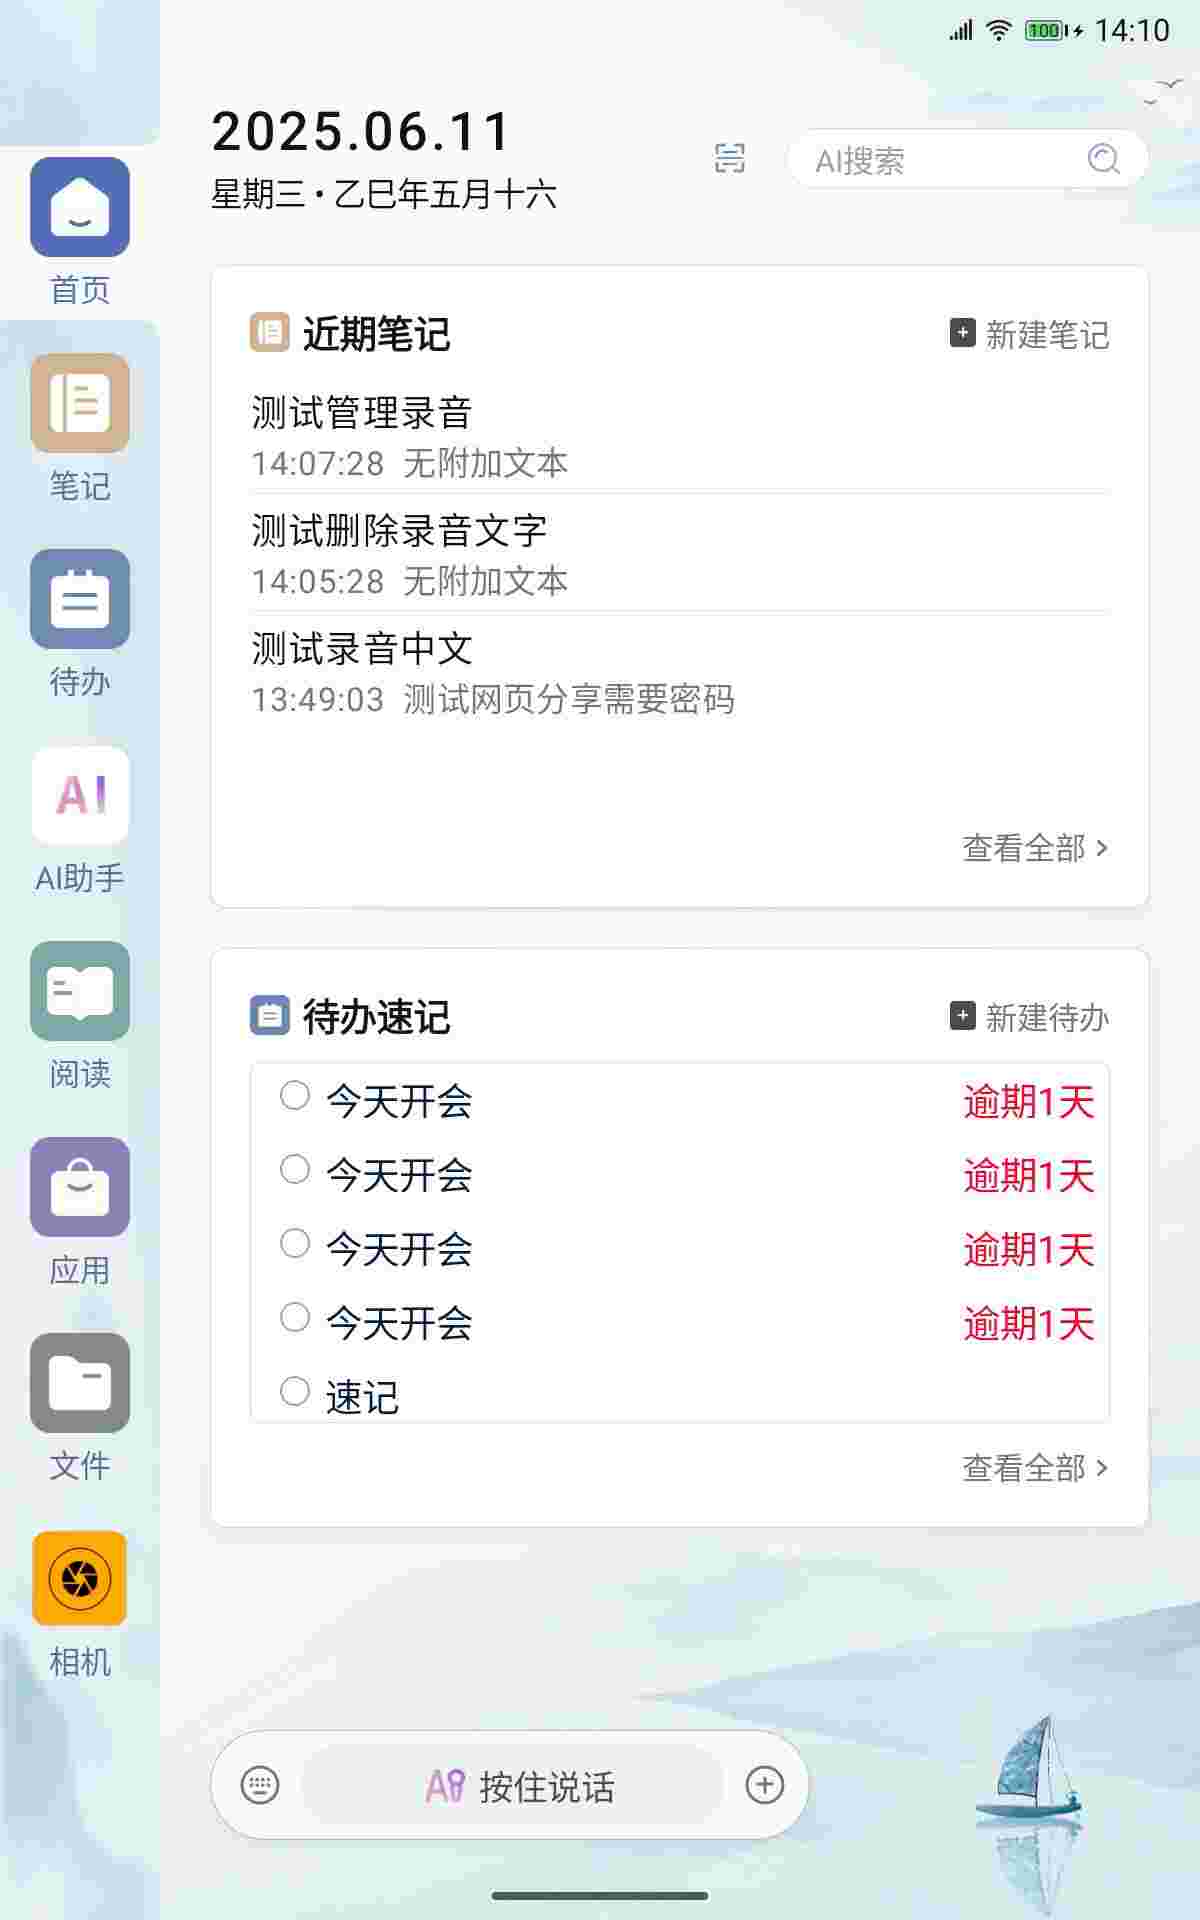 100 14:10
2025.06.11
星期三·乙巳年五月十六
AI搜索
首页
笔记
待办
AI
AI助手
阅读
应用
文件
相机
近期笔记
新建笔记
测试管理录音
14:07:28 无附加文本
测试删除录音文字
14:05:28 无附加文本
测试录音中文
13:49:03 测试网页分享需要密码
查看全部 >
待办速记
新建待办
今天开会 逾期1天
今天开会 逾期1天
今天开会 逾期1天
今天开会 逾期1天
速记
查看全部 >
按住说话